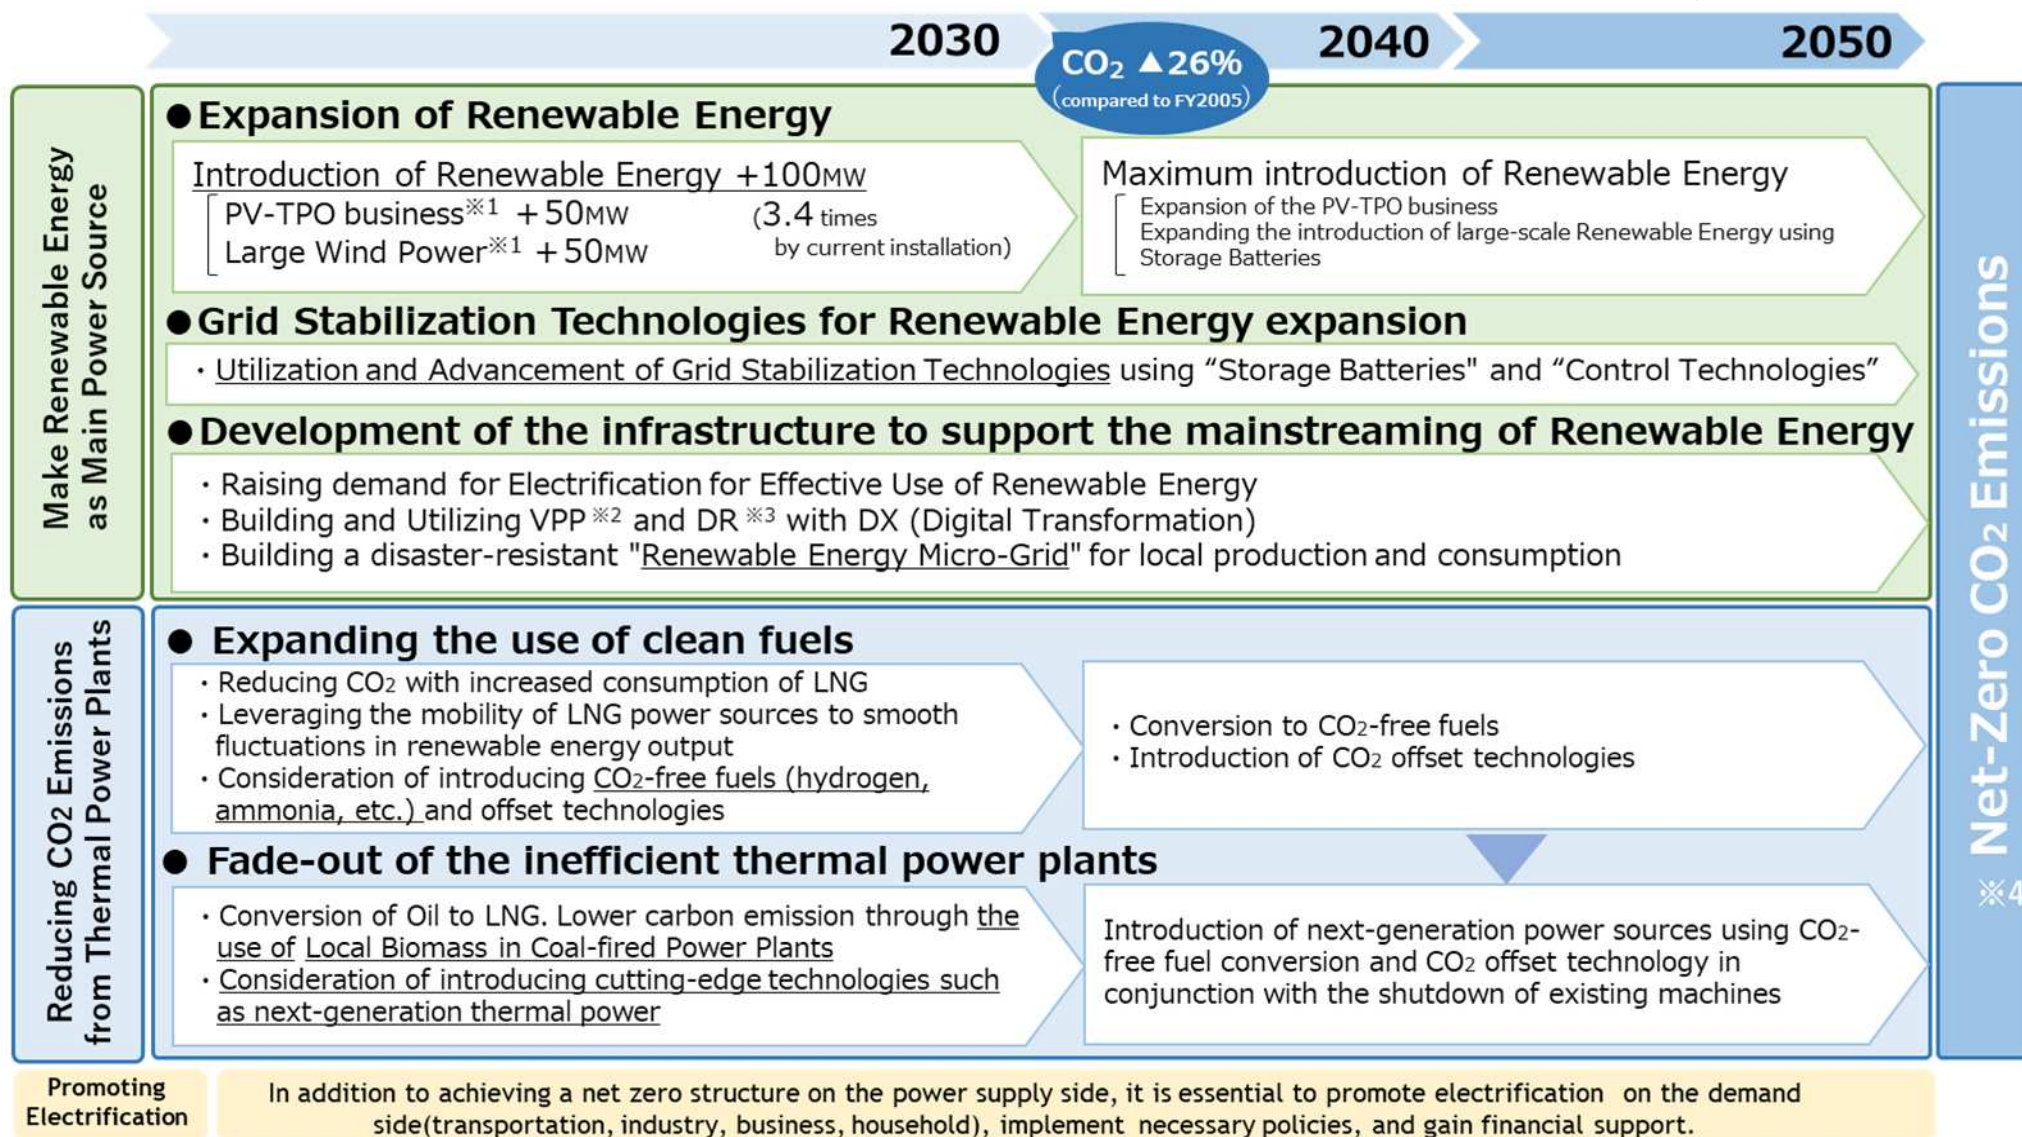 2030
2040
2050
CO₂ ▲26%
(compared to FY2005)
Make Renewable Energy
as Main Power Source
●Expansion of Renewable Energy
Introduction of Renewable Energy +100MW
PV-TPO business※1 +50MW (3.4 times
Large Wind Power※1 +50MW by current installation)
Maximum introduction of Renewable Energy
Expansion of the PV-TPO business
Expanding the introduction of large-scale Renewable Energy using
Storage Batteries
●Grid Stabilization Technologies for Renewable Energy expansion
・Utilization and Advancement of Grid Stabilization Technologies using “Storage Batteries" and “Control Technologies”
●Development of the infrastructure to support the mainstreaming of Renewable Energy
・Raising demand for Electrification for Effective Use of Renewable Energy
・Building and Utilizing VPP※2 and DR※3 with DX (Digital Transformation)
・Building a disaster-resistant "Renewable Energy Micro-Grid" for local production and consumption
Reducing CO2 Emissions
from Thermal Power Plants
● Expanding the use of clean fuels
・Reducing CO2 with increased consumption of LNG
・Leveraging the mobility of LNG power sources to smooth
fluctuations in renewable energy output
・Consideration of introducing CO2-free fuels (hydrogen,
ammonia, etc.) and offset technologies
・Conversion to CO2-free fuels
・Introduction of CO2 offset technologies
● Fade-out of the inefficient thermal power plants
・Conversion of Oil to LNG. Lower carbon emission through the
use of Local Biomass in Coal-fired Power Plants
・Consideration of introducing cutting-edge technologies such
as next-generation thermal power
Introduction of next-generation power sources using CO2-
free fuel conversion and CO2 offset technology in
conjunction with the shutdown of existing machines
Net-Zero CO2 Emissions
※4
Promoting
Electrification
In addition to achieving a net zero structure on the power supply side, it is essential to promote electrification on the demand
side(transportation, industry, business, household), implement necessary policies, and gain financial support.